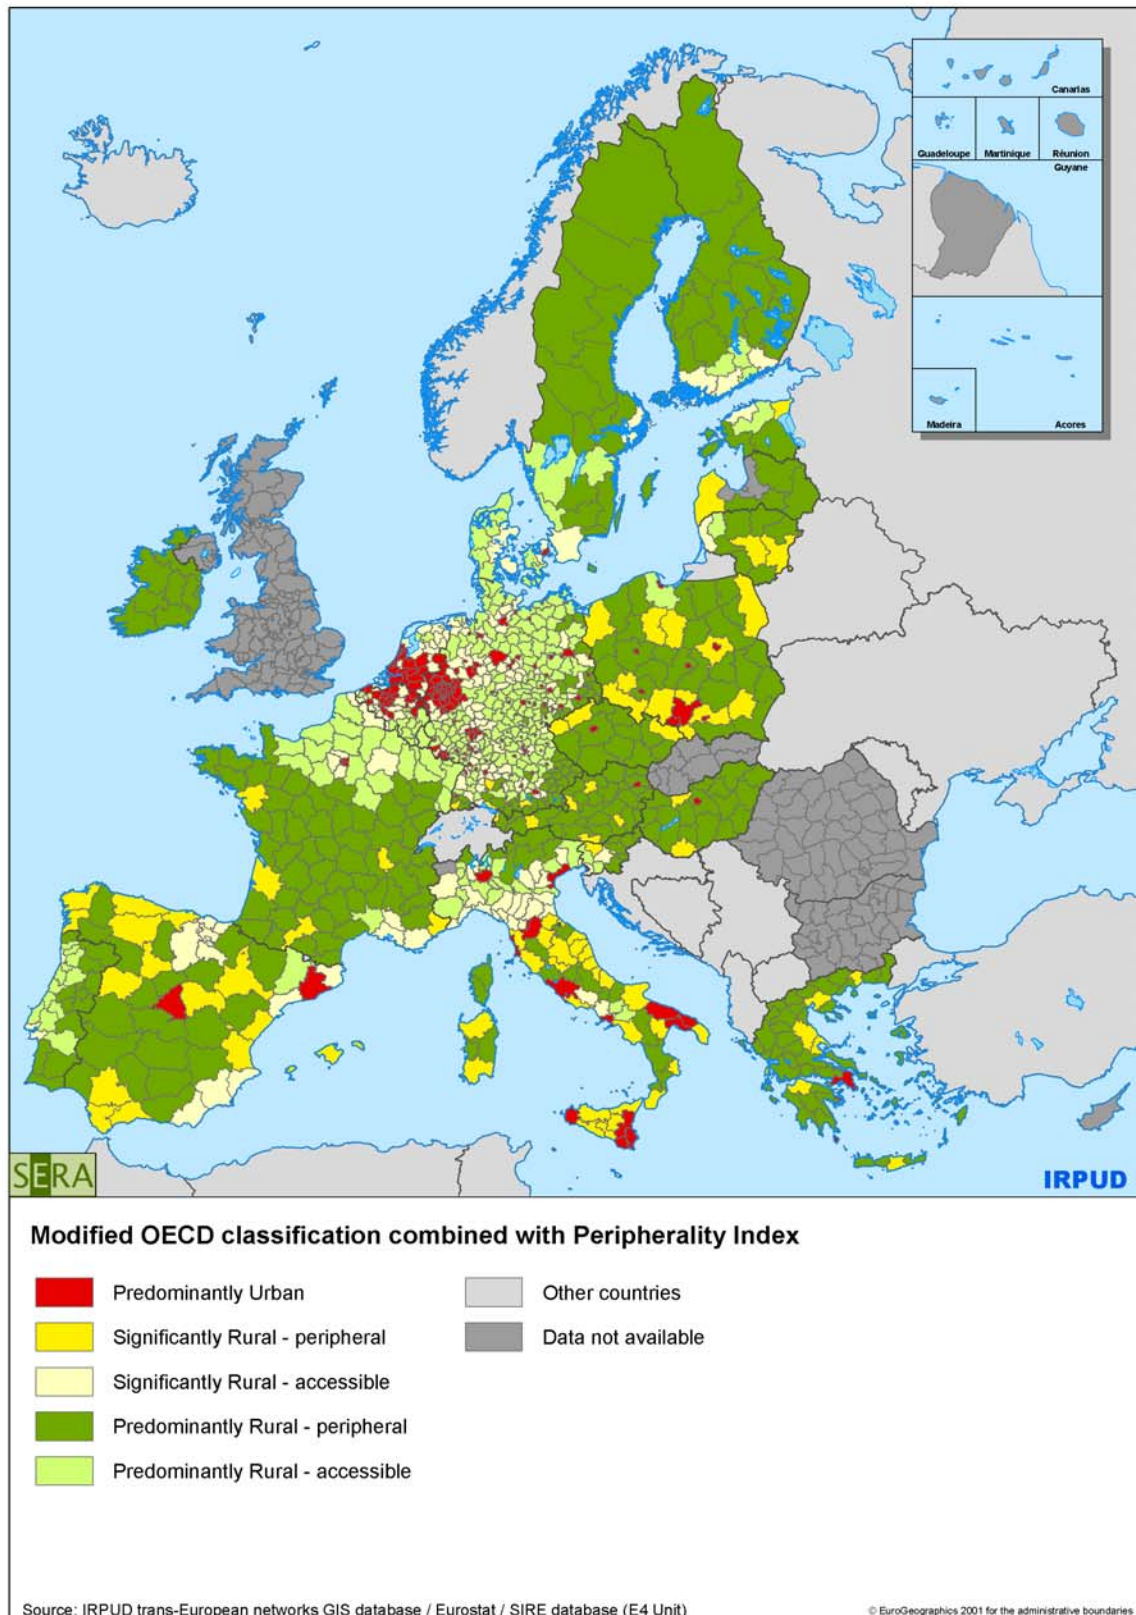 Canarias
Guadeloupe
Martinique
Réunion
Guyane
Madeira
Acores
SERA
IRPUD
Modified OECD classification combined with Peripherality Index
Predominantly Urban
Significantly Rural - peripheral
Significantly Rural - accessible
Predominantly Rural - peripheral
Predominantly Rural - accessible
Other countries
Data not available
Source: IRPUD trans-European networks GIS database / Eurostat / SIRE database (E4 Unit)
© EuroGeographics 2001 for the administrative boundaries